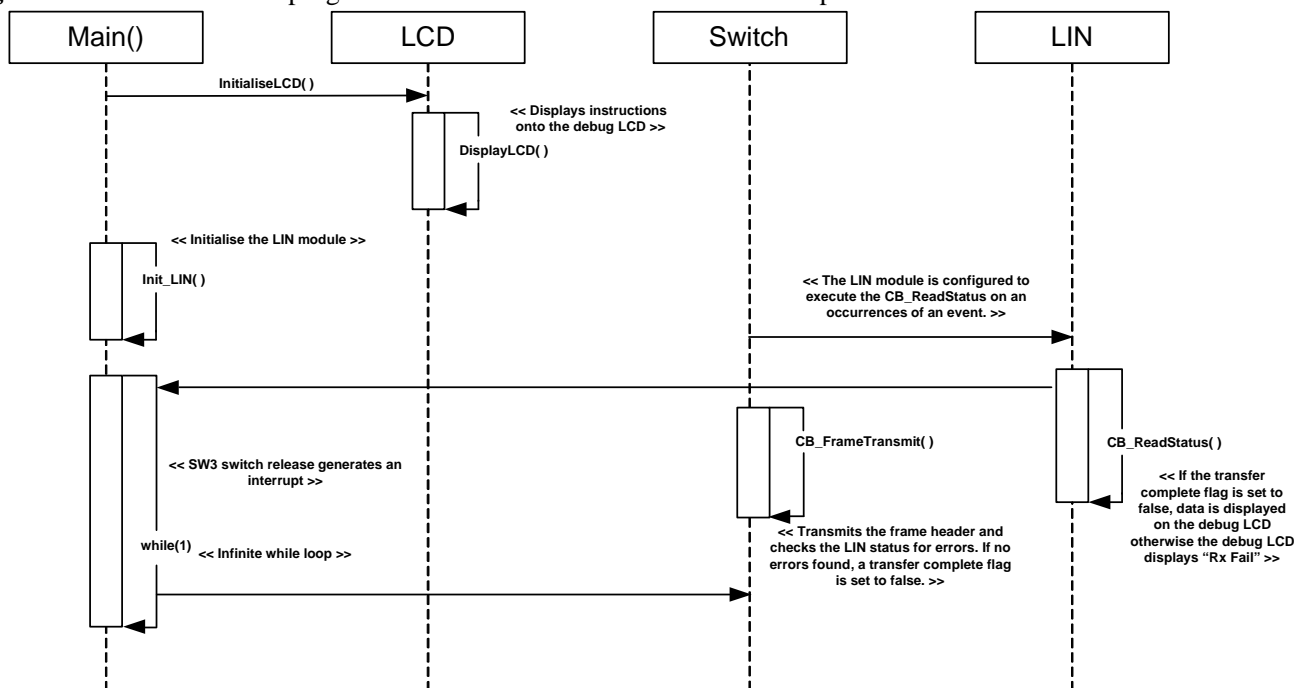 Main()
LCD
Switch
LIN
InitialiseLCD( )
<< Displays instructions
onto the debug LCD >>
DisplayLCD( )
<< Initialise the LIN module >>
Init_LIN( )
<< The LIN module is configured to
execute the CB_ReadStatus on an
occurrences of an event. >>
CB_FrameTransmit( )
CB_ReadStatus( )
<< SW3 switch release generates an
interrupt >>
<< If the transfer
complete flag is set to
false, data is displayed
on the debug LCD
otherwise the debug LCD
displays “Rx Fail” >>
while(1)
<< Infinite while loop >>
<< Transmits the frame header and
checks the LIN status for errors. If no
errors found, a transfer complete flag
is set to false. >>